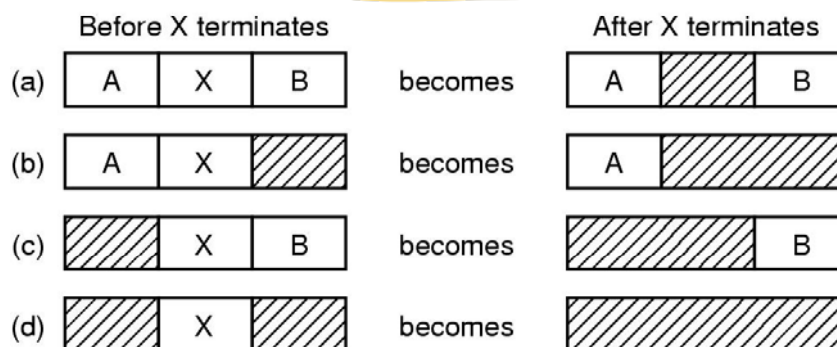 Before X terminates After X terminates
(a) A X B becomes A B
(b) A X becomes A
(c) X B becomes B
(d) X becomes